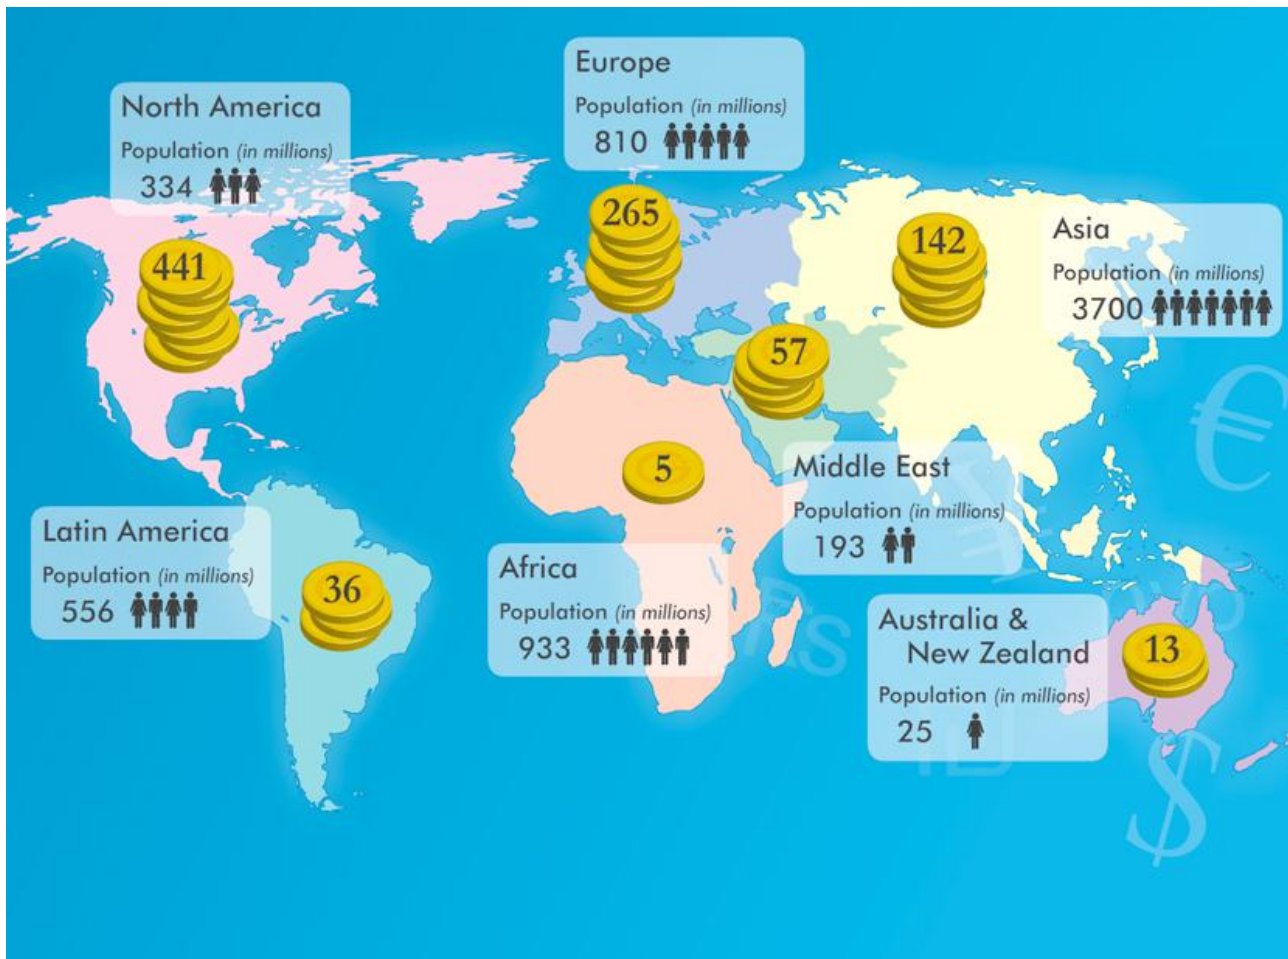 North America
Population (in millions)
334
441
Europe
Population (in millions)
810
265
142
Asia
Population (in millions)
3700
57
Middle East
Population (in millions)
193
5
Latin America
Population (in millions)
556
36
Africa
Population (in millions)
933
Australia &
New Zealand
Population (in millions)
25
13
€
$